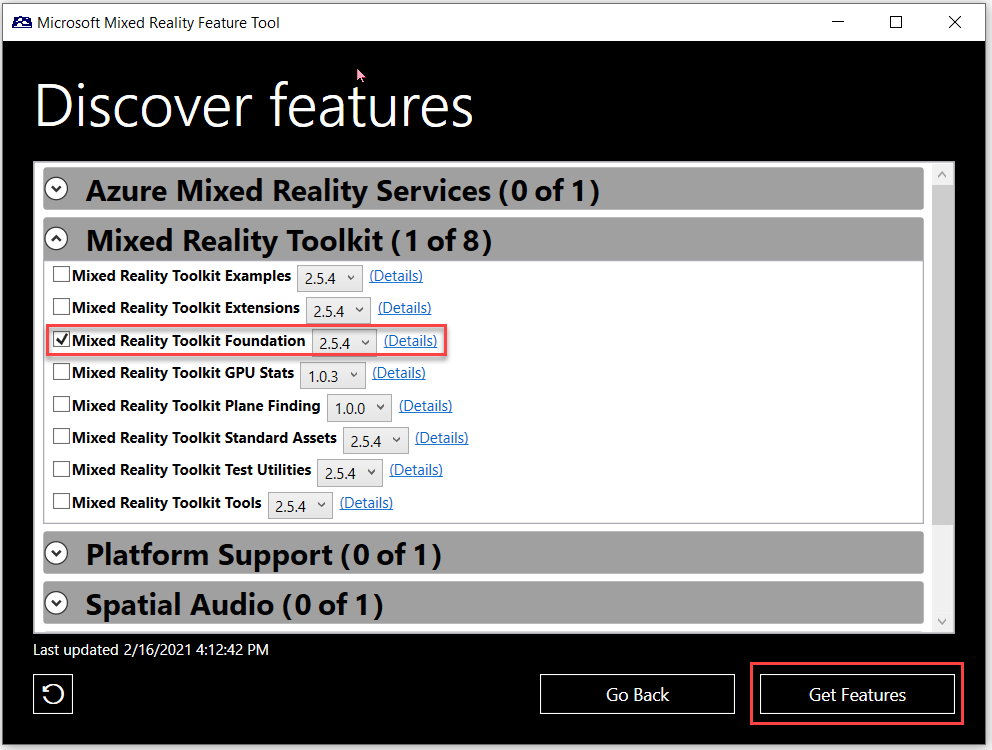 Microsoft Mixed Reality Feature Tool
Discover features
Azure Mixed Reality Services (0 of 1)
Mixed Reality Toolkit (1 of 8)
Mixed Reality Toolkit Examples 2.5.4 (Details)
Mixed Reality Toolkit Extensions 2.5.4 (Details)
Mixed Reality Toolkit Foundation 2.5.4 (Details)
Mixed Reality Toolkit GPU Stats 1.0.3 (Details)
Mixed Reality Toolkit Plane Finding 1.0.0 (Details)
Mixed Reality Toolkit Standard Assets 2.5.4 (Details)
Mixed Reality Toolkit Test Utilities 2.5.4 (Details)
Mixed Reality Toolkit Tools 2.5.4 (Details)
Platform Support (0 of 1)
Spatial Audio (0 of 1)
Last updated 2/16/2021 4:12:42 PM
Go Back Get Features